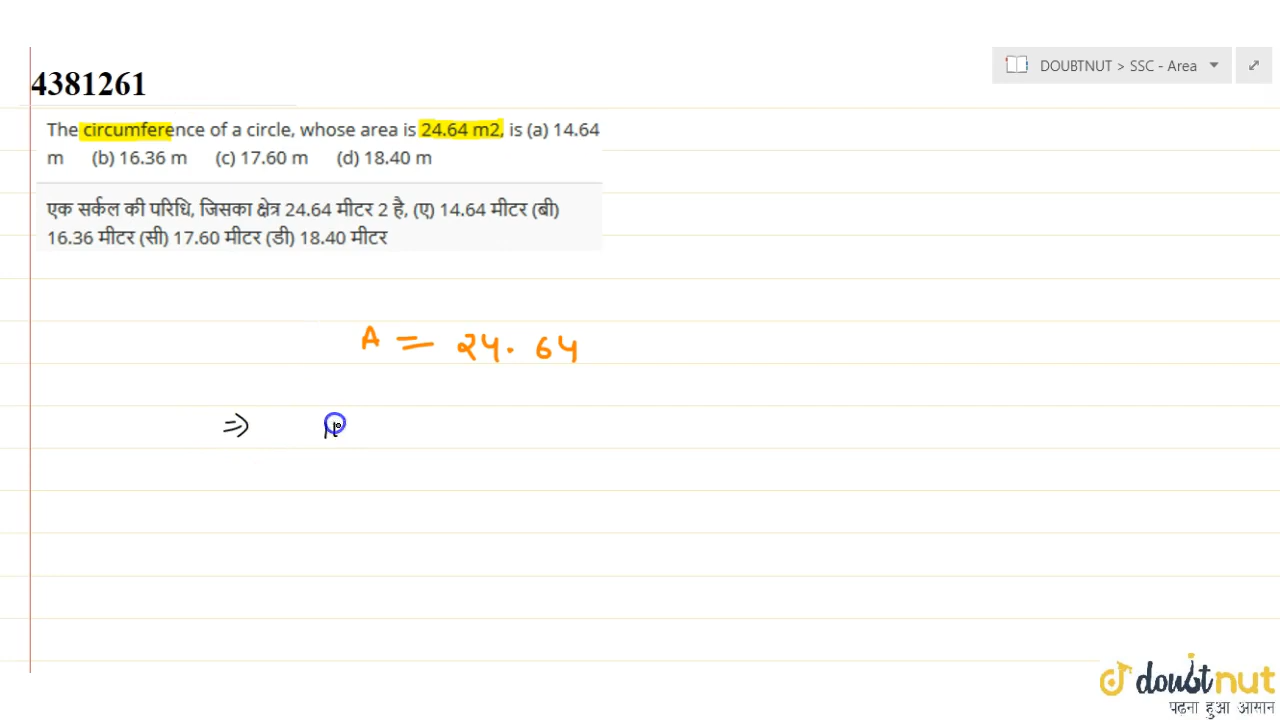 4381261
DOUBTNUT > SSC - Area
The circumference of a circle, whose area is 24.64 m2, is (a) 14.64
m (b) 16.36 m (c) 17.60 m (d) 18.40 m
एक सर्कल की परिधि, जिसका क्षेत्र 24.64 मीटर 2 है, (ए) 14.64 मीटर (बी)
16.36 मीटर (सी) 17.60 मीटर (डी) 18.40 मीटर
A = 24.64
⇒
doubtnut
पढ़ना हुआ आसान